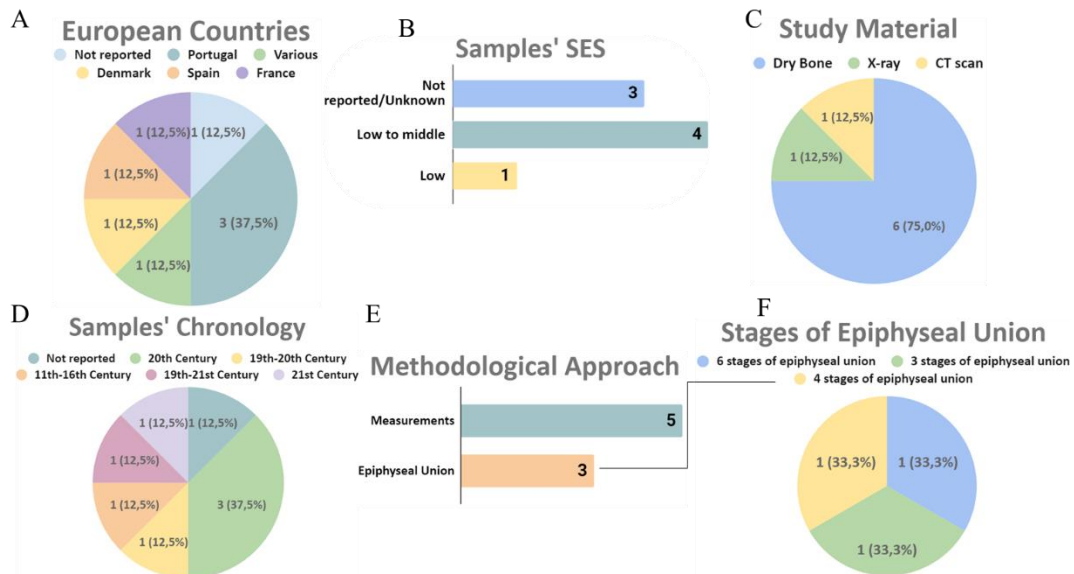 A
European Countries
Not reported Portugal Various
Denmark Spain France
1 (12,5%) 1 (12,5%)
1 (12,5%)
3 (37,5%)
1 (12,5%)
1 (12,5%)
B
Samples' SES
Not
reported/Unknown
3
Low to middle
4
Low
1
C
Study Material
Dry Bone X-ray CT scan
1 (12,5%)
1 (12,5%)
6 (75,0%)
D
Samples' Chronology
Not reported 20th Century 19th-20th Century
11th-16th Century 19th-21st Century 21st Century
1 (12,5%) 1 (12,5%)
1 (12,5%)
1 (12,5%)
3 (37,5%)
1 (12,5%)
E
Methodological Approach
Measurements
5
Epiphyseal Union
3
F
Stages of Epiphyseal Union
6 stages of epiphyseal union 3 stages of epiphyseal union
4 stages of epiphyseal union
1 (33,3%) 1 (33,3%)
1 (33,3%)